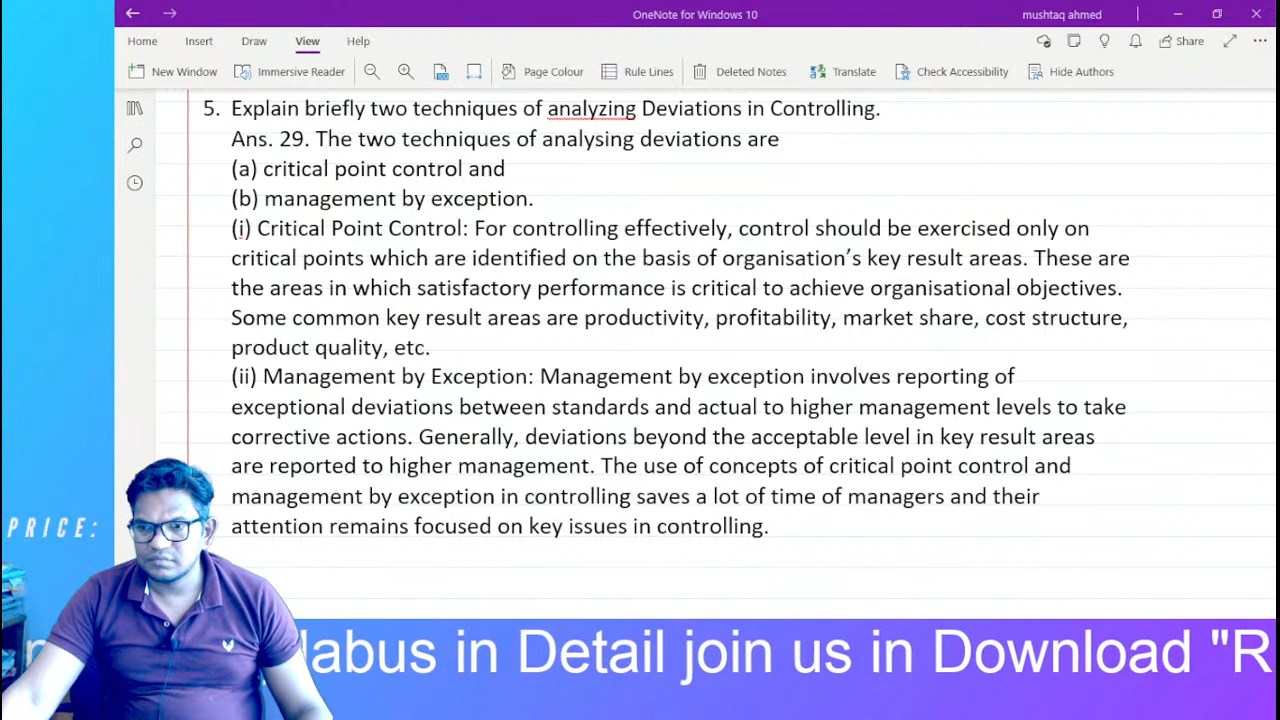 OneNote for Windows 10
mushtaq ahmed
Home Insert Draw View Help
Share
New Window Immersive Reader Page Colour Rule Lines Deleted Notes Translate Check Accessibility Hide Authors
5. Explain briefly two techniques of analyzing Deviations in Controlling.
Ans. 29. The two techniques of analysing deviations are
(a) critical point control and
(b) management by exception.
(i) Critical Point Control: For controlling effectively, control should be exercised only on
critical points which are identified on the basis of organisation’s key result areas. These are
the areas in which satisfactory performance is critical to achieve organisational objectives.
Some common key result areas are productivity, profitability, market share, cost structure,
product quality, etc.
(ii) Management by Exception: Management by exception involves reporting of
exceptional deviations between standards and actual to higher management levels to take
corrective actions. Generally, deviations beyond the acceptable level in key result areas
are reported to higher management. The use of concepts of critical point control and
management by exception in controlling saves a lot of time of managers and their
attention remains focused on key issues in controlling.
PRICE:
labus in Detail join us in Download "R